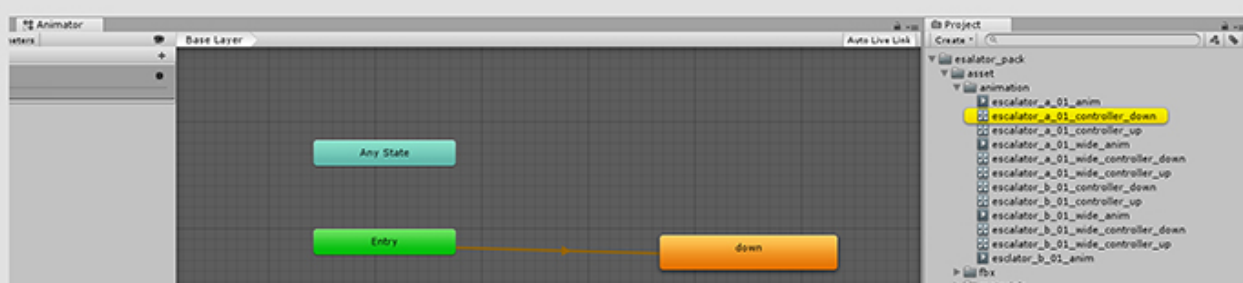 Animator
Project
meters
Base Layer
Auto Live Link
Create
esalator_pack
asset
animation
escalator_a_01_anim
escalator_a_01_controller_down
escalator_a_01_controller_up
escalator_a_01_wide_anim
escalator_a_01_wide_controller_down
escalator_a_01_wide_controller_up
escalator_b_01_controller_down
escalator_b_01_controller_up
escalator_b_01_wide_anim
escalator_b_01_wide_controller_down
escalator_b_01_wide_controller_up
esclator_b_01_anim
fbx
Any State
Entry
down